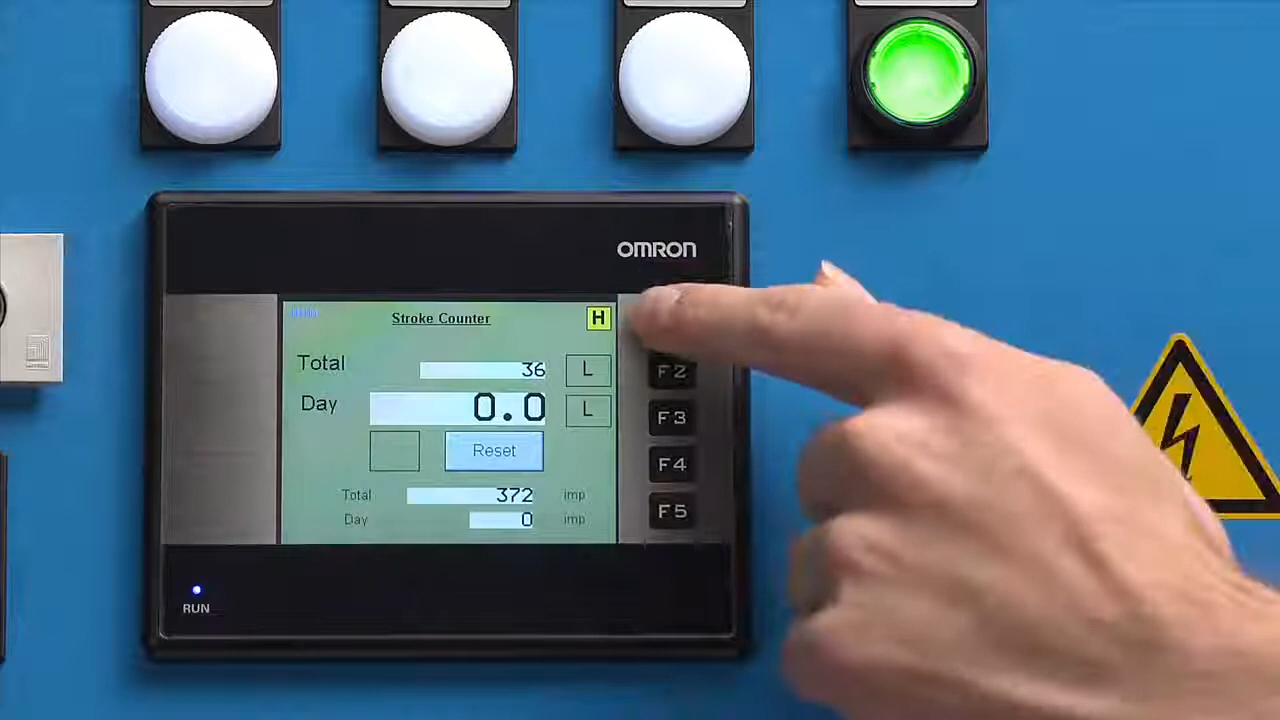 OMRON
Stroke Counter H
Total 36 L
Day 0.0 L
Reset
Total 372 imp
Day 0 imp
F2
F3
F4
F5
RUN